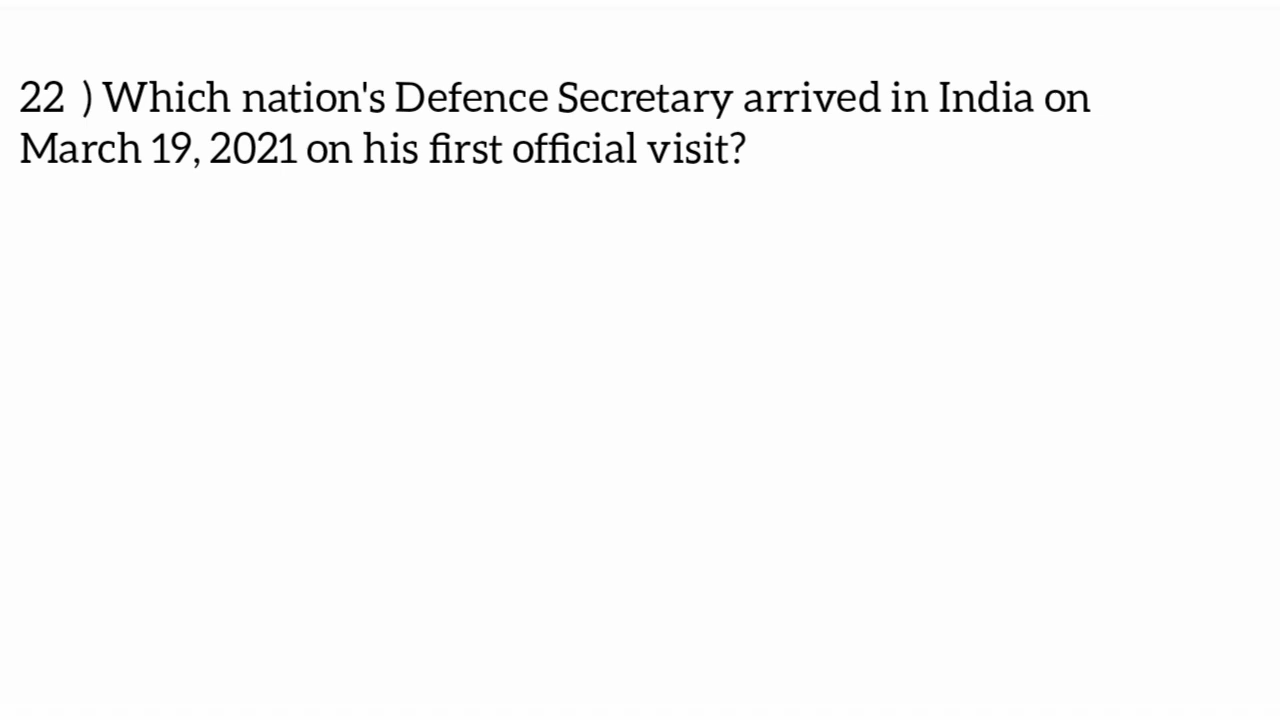 22 ) Which nation's Defence Secretary arrived in India on
March 19, 2021 on his first official visit?